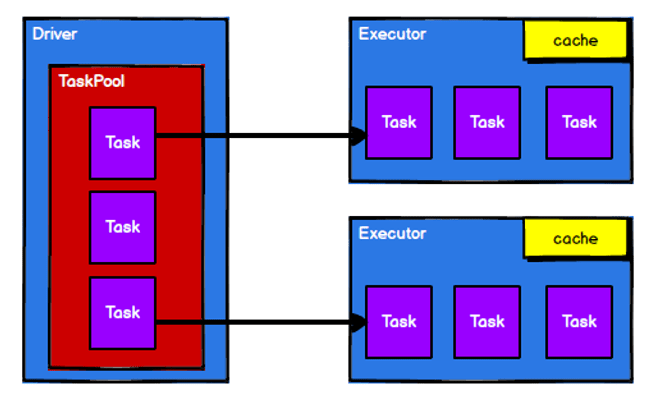 Driver
TaskPool
Task
Task
Task
Executor
cache
Task Task Task
Executor
cache
Task Task Task